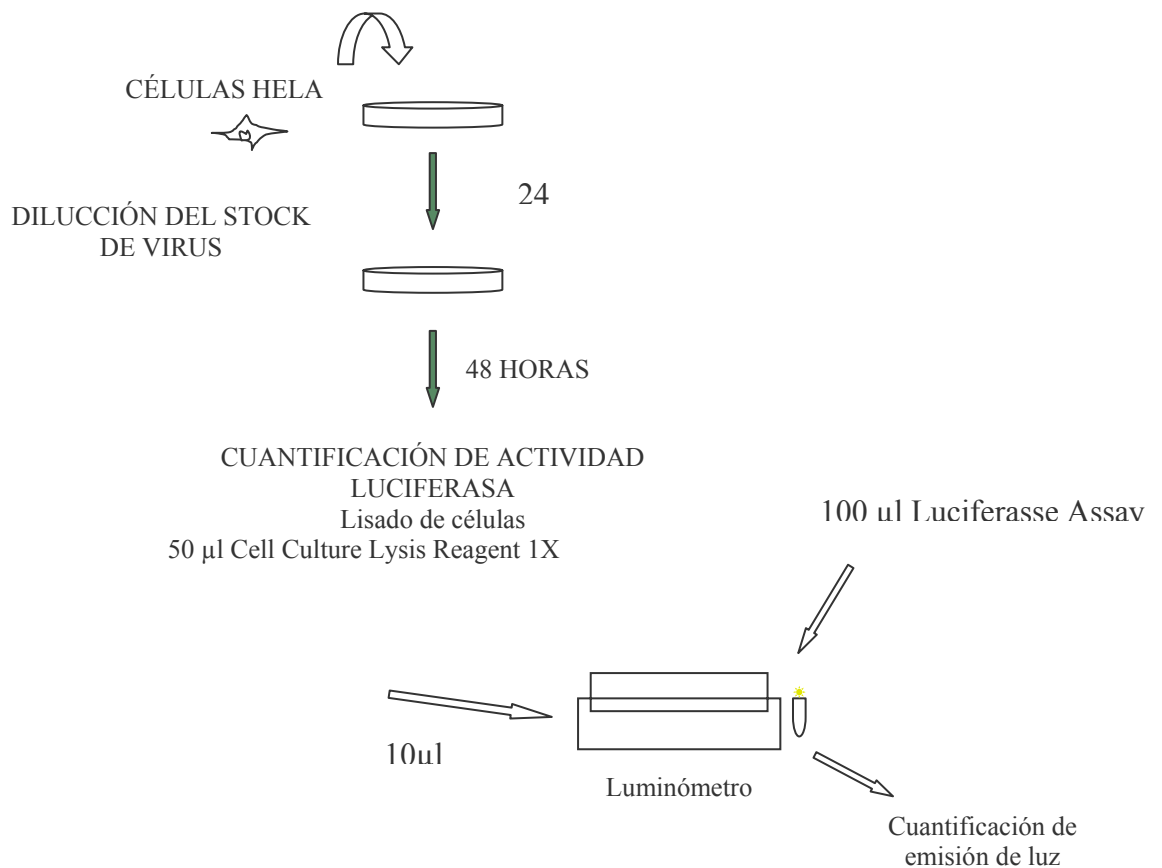 CÉLULAS HELA
24
DILUCCIÓN DEL STOCK
DE VIRUS
48 HORAS
CUANTIFICACIÓN DE ACTIVIDAD
LUCIFERASA
Lisado de células
50 µl Cell Culture Lysis Reagent 1X
100 µl Luciferasse Assay
10µl
Luminómetro
Cuantificación de
emisión de luz